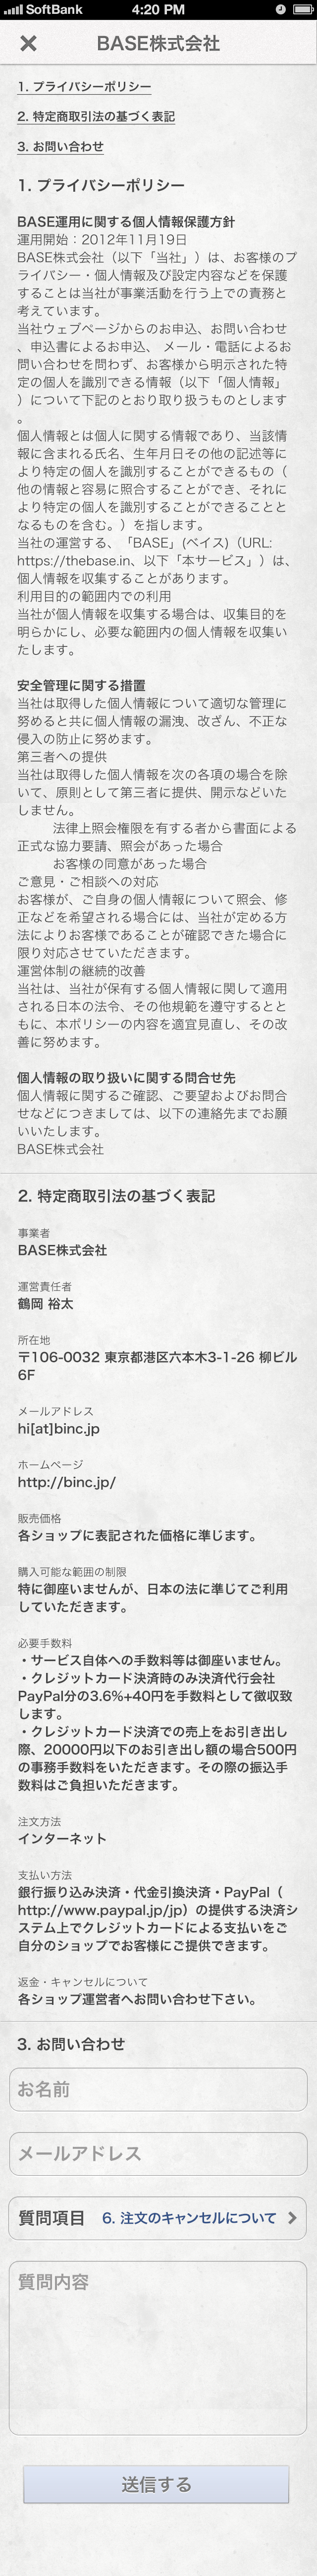 SoftBank 4:20 PM
BASE株式会社
1. プライバシーポリシー
2. 特定商取引法の基づく表記
3. お問い合わせ
1. プライバシーポリシー
BASE運用に関する個人情報保護方針
運用開始：2012年11月19日
BASE株式会社（以下「当社」）は、お客様のプ
ライバシー・個人情報及び設定内容などを保護
することは当社が事業活動を行う上での責務と
考えています。
当社ウェブページからのお申込、お問い合わせ
、申込書によるお申込、 メール・電話によるお
問い合わせを問わず、お客様から明示された特
定の個人を識別できる情報（以下「個人情報」
）について下記のとおり取り扱うものとします
。
個人情報とは個人に関する情報であり、当該情
報に含まれる氏名、生年月日その他の記述等に
より特定の個人を識別することができるもの（
他の情報と容易に照合することができ、それに
より特定の個人を識別することができることと
なるものを含む。）を指します。
当社の運営する、「BASE」(ベイス)（URL:
https://thebase.in、以下「本サービス」）は、
個人情報を収集することがあります。
利用目的の範囲内での利用
当社が個人情報を収集する場合は、収集目的を
明らかにし、必要な範囲内の個人情報を収集い
たします。
安全管理に関する措置
当社は取得した個人情報について適切な管理に
努めると共に個人情報の漏洩、改ざん、不正な
侵入の防止に努めます。
第三者への提供
当社は取得した個人情報を次の各項の場合を除
いて、原則として第三者に提供、開示などいた
しません。
法律上照会権限を有する者から書面による
正式な協力要請、照会があった場合
お客様の同意があった場合
ご意見・ご相談への対応
お客様が、ご自身の個人情報について照会、修
正などを希望される場合には、当社が定める方
法によりお客様であることが確認できた場合に
限り対応させていただきます。
運営体制の継続的改善
当社は、当社が保有する個人情報に関して適用
される日本の法令、その他規範を遵守するとと
もに、本ポリシーの内容を適宜見直し、その改
善に努めます。
個人情報の取り扱いに関する問合せ先
個人情報に関するご確認、ご要望およびお問合
せなどにつきましては、以下の連絡先までお願
いいたします。
BASE株式会社
2. 特定商取引法の基づく表記
事業者
BASE株式会社
運営責任者
鶴岡 裕太
所在地
〒106-0032 東京都港区六本木3-1-26 柳ビル
6F
メールアドレス
hi[at]binc.jp
ホームページ
http://binc.jp/
販売価格
各ショップに表記された価格に準じます。
購入可能な範囲の制限
特に御座いませんが、日本の法に準じてご利用
していただきます。
必要手数料
・サービス自体への手数料等は御座いません。
・クレジットカード決済時のみ決済代行会社
PayPal分の3.6%+40円を手数料として徴収致
します。
・クレジットカード決済での売上をお引き出し
際、20000円以下のお引き出し額の場合500円
の事務手数料をいただきます。その際の振込手
数料はご負担いただきます。
注文方法
インターネット
支払い方法
銀行振り込み決済・代金引換決済・PayPal（
http://www.paypal.jp/jp）の提供する決済シ
ステム上でクレジットカードによる支払いをご
自分のショップでお客様にご提供できます。
返金・キャンセルについて
各ショップ運営者へお問い合わせ下さい。
3. お問い合わせ
お名前
メールアドレス
質問項目 6. 注文のキャンセルについて
質問内容
送信する